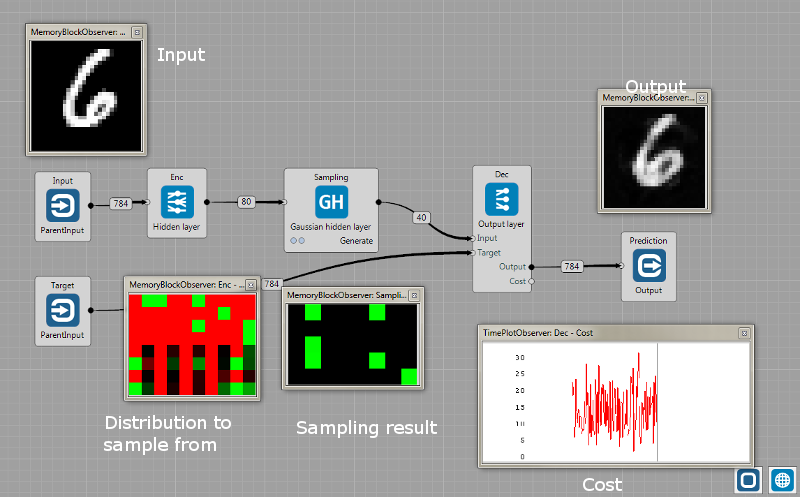 MemoryBlockObserver: ...
Input
Output
MemoryBlockObserver:...
Input
ParentInput
784
Enc
Hidden layer
80
Sampling
GH
Gaussian hidden layer
Generate
40
Dec
Output layer
Input
Target
Output
Cost
784
Prediction
Output
Target
ParentInput
784
MemoryBlockObserver: Enc - ...
MemoryBlockObserver: Sampli...
Distribution to
sample from
Sampling result
TimePlotObserver: Dec - Cost
3.0
2.5
2.0
1.5
1.0
0.5
0
Cost